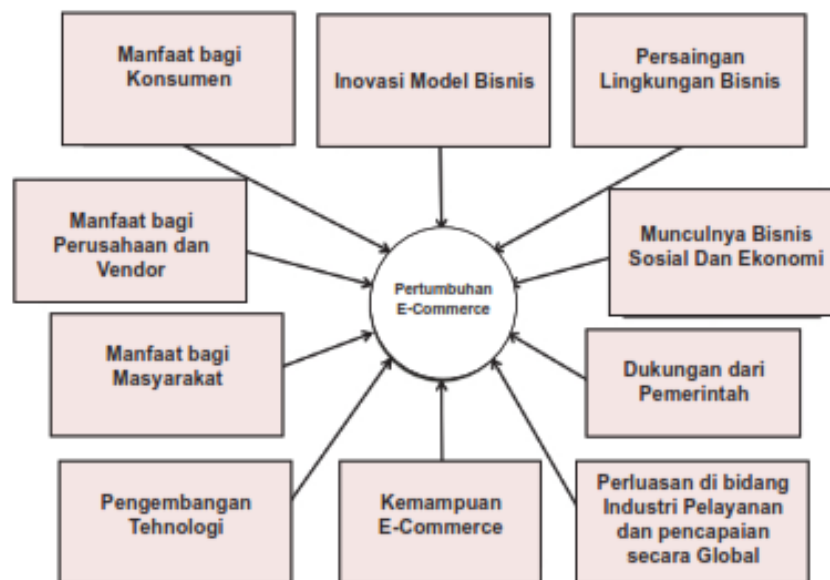 Manfaat bagi
Konsumen
Inovasi Model Bisnis
Persaingan
Lingkungan Bisnis
Manfaat bagi
Perusahaan dan
Vendor
Pertumbuhan
E-Commerce
Munculnya Bisnis
Sosial Dan Ekonomi
Manfaat bagi
Masyarakat
Dukungan dari
Pemerintah
Pengembangan
Tehnologi
Kemampuan
E-Commerce
Perluasan di bidang
Industri Pelayanan
dan pencapaian
secara Global